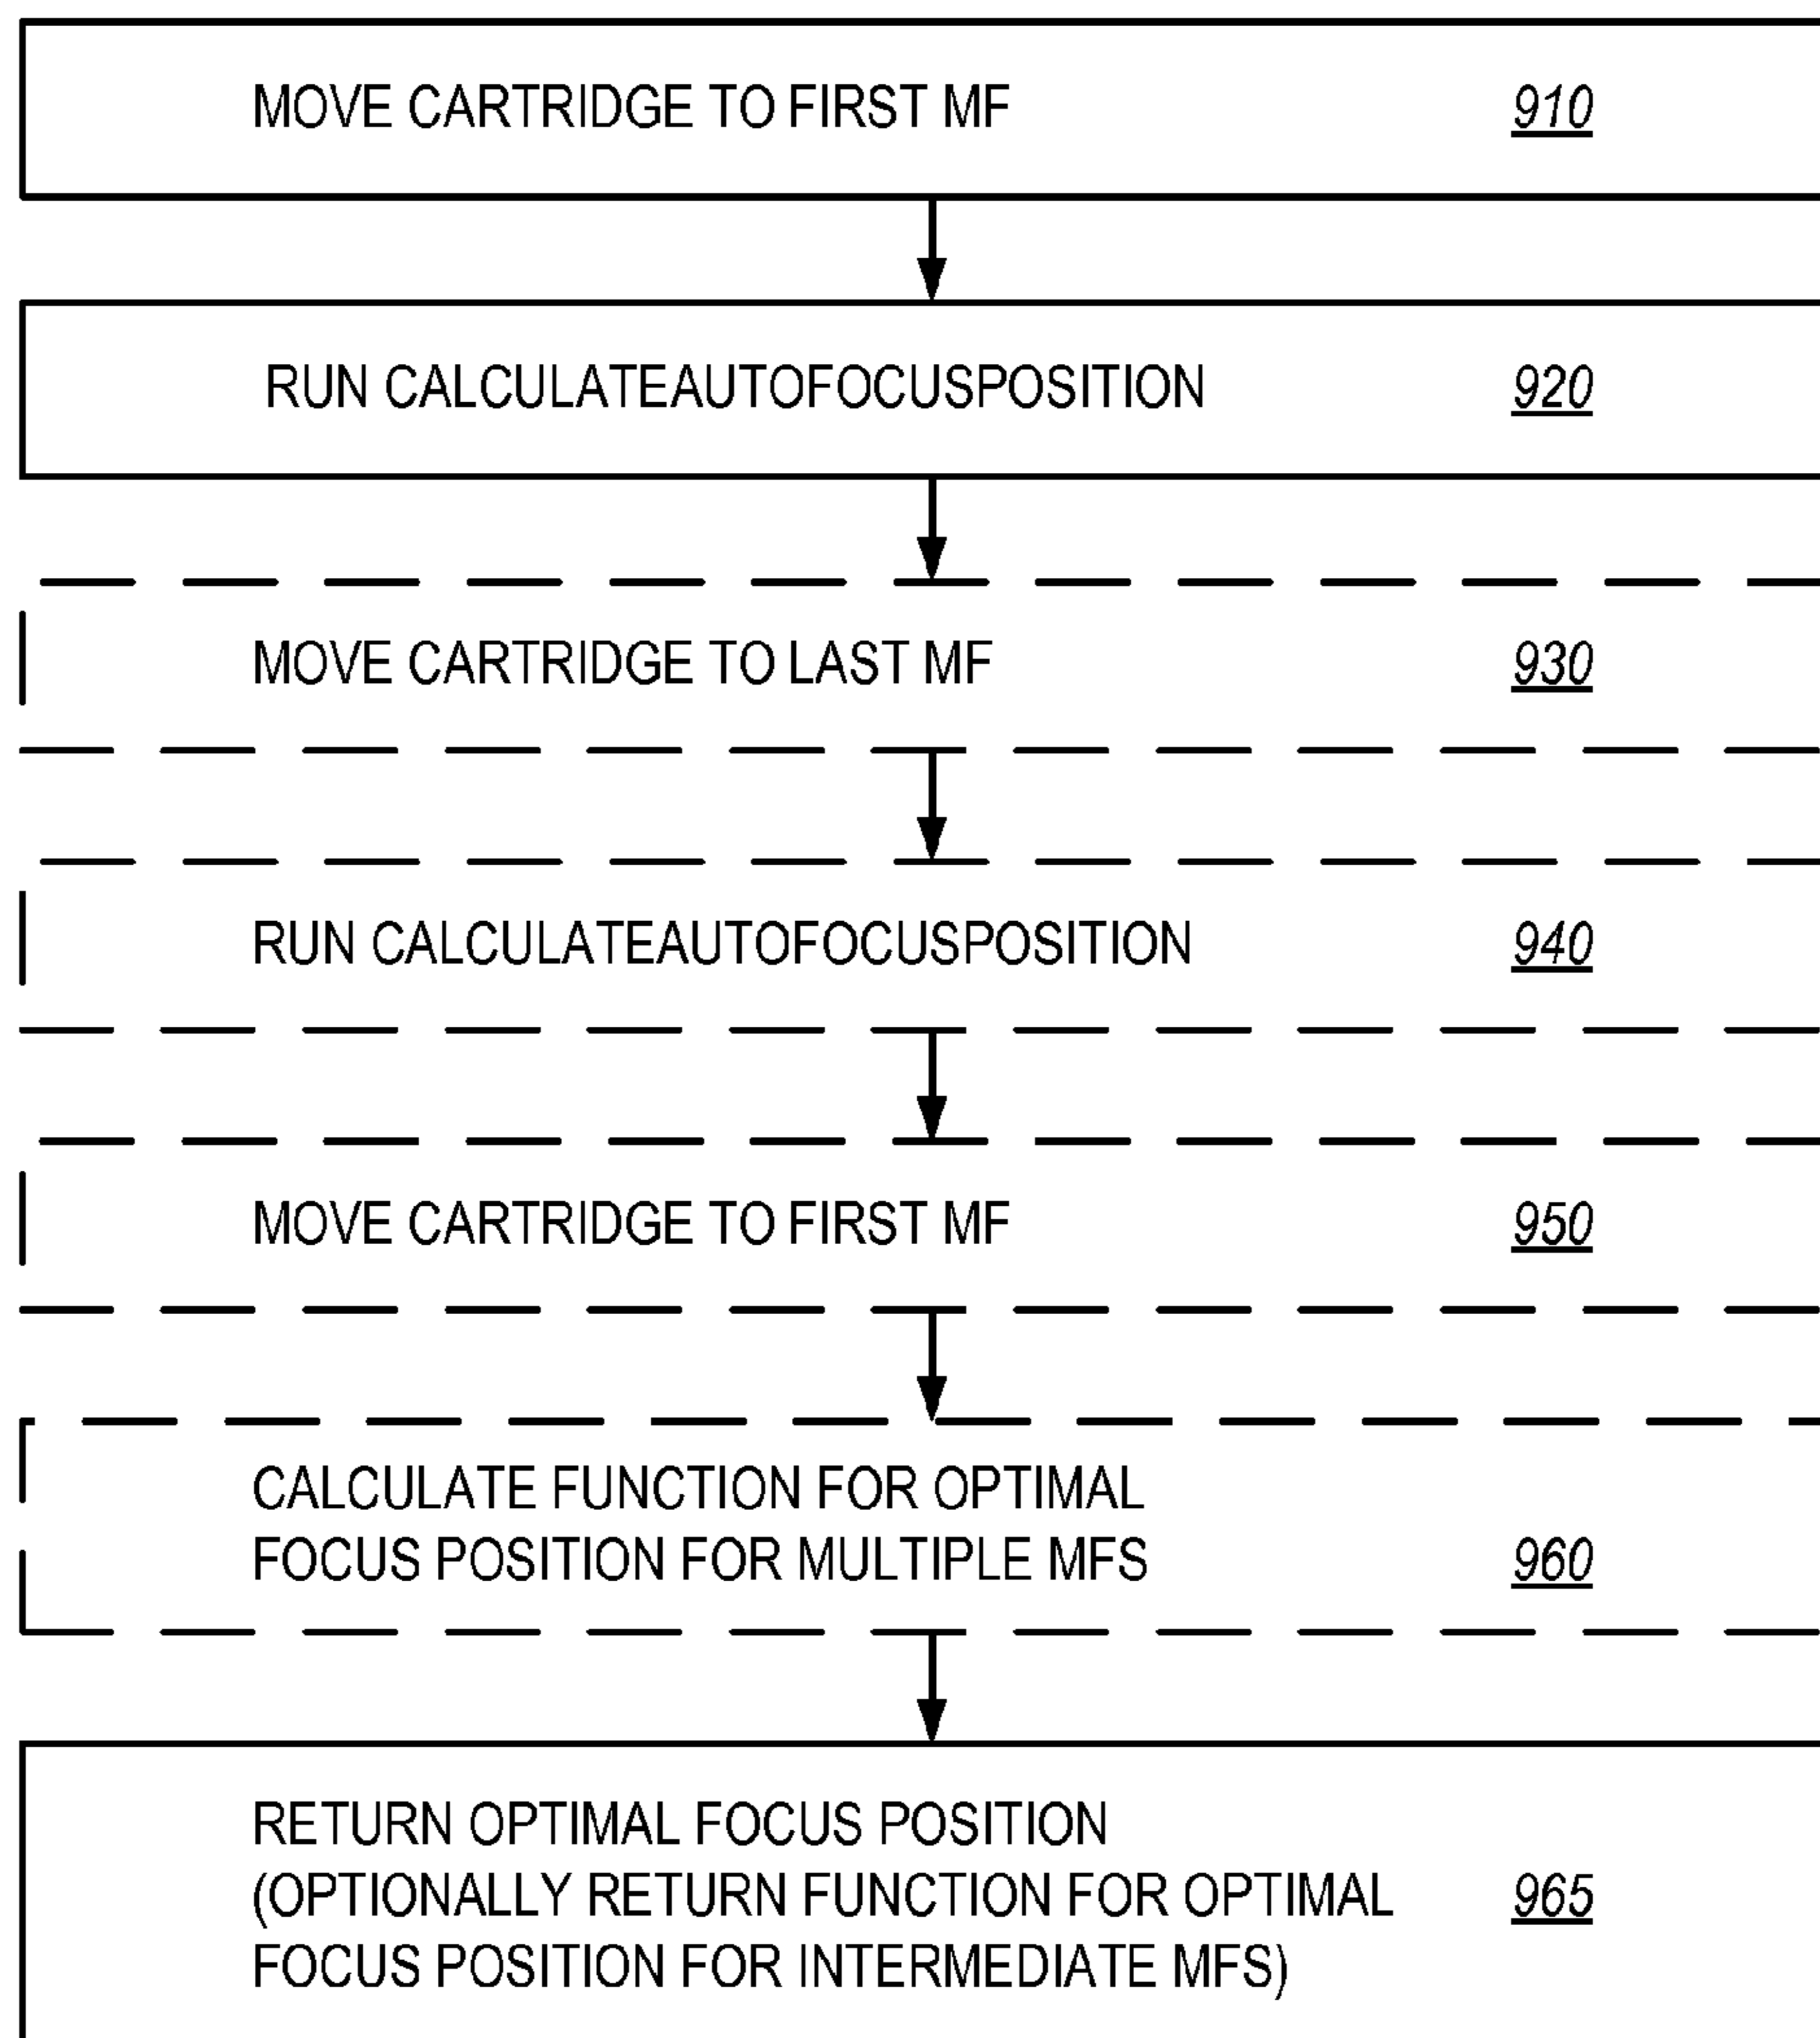 MOVE CARTRIDGE TO FIRST MF 910
RUN CALCULATEAUTOFOCUSPOSITION 920
MOVE CARTRIDGE TO LAST MF 930
RUN CALCULATEAUTOFOCUSPOSITION 940
MOVE CARTRIDGE TO FIRST MF 950
CALCULATE FUNCTION FOR OPTIMAL
FOCUS POSITION FOR MULTIPLE MFS 960
RETURN OPTIMAL FOCUS POSITION
(OPTIONALLY RETURN FUNCTION FOR OPTIMAL 965
FOCUS POSITION FOR INTERMEDIATE MFS)